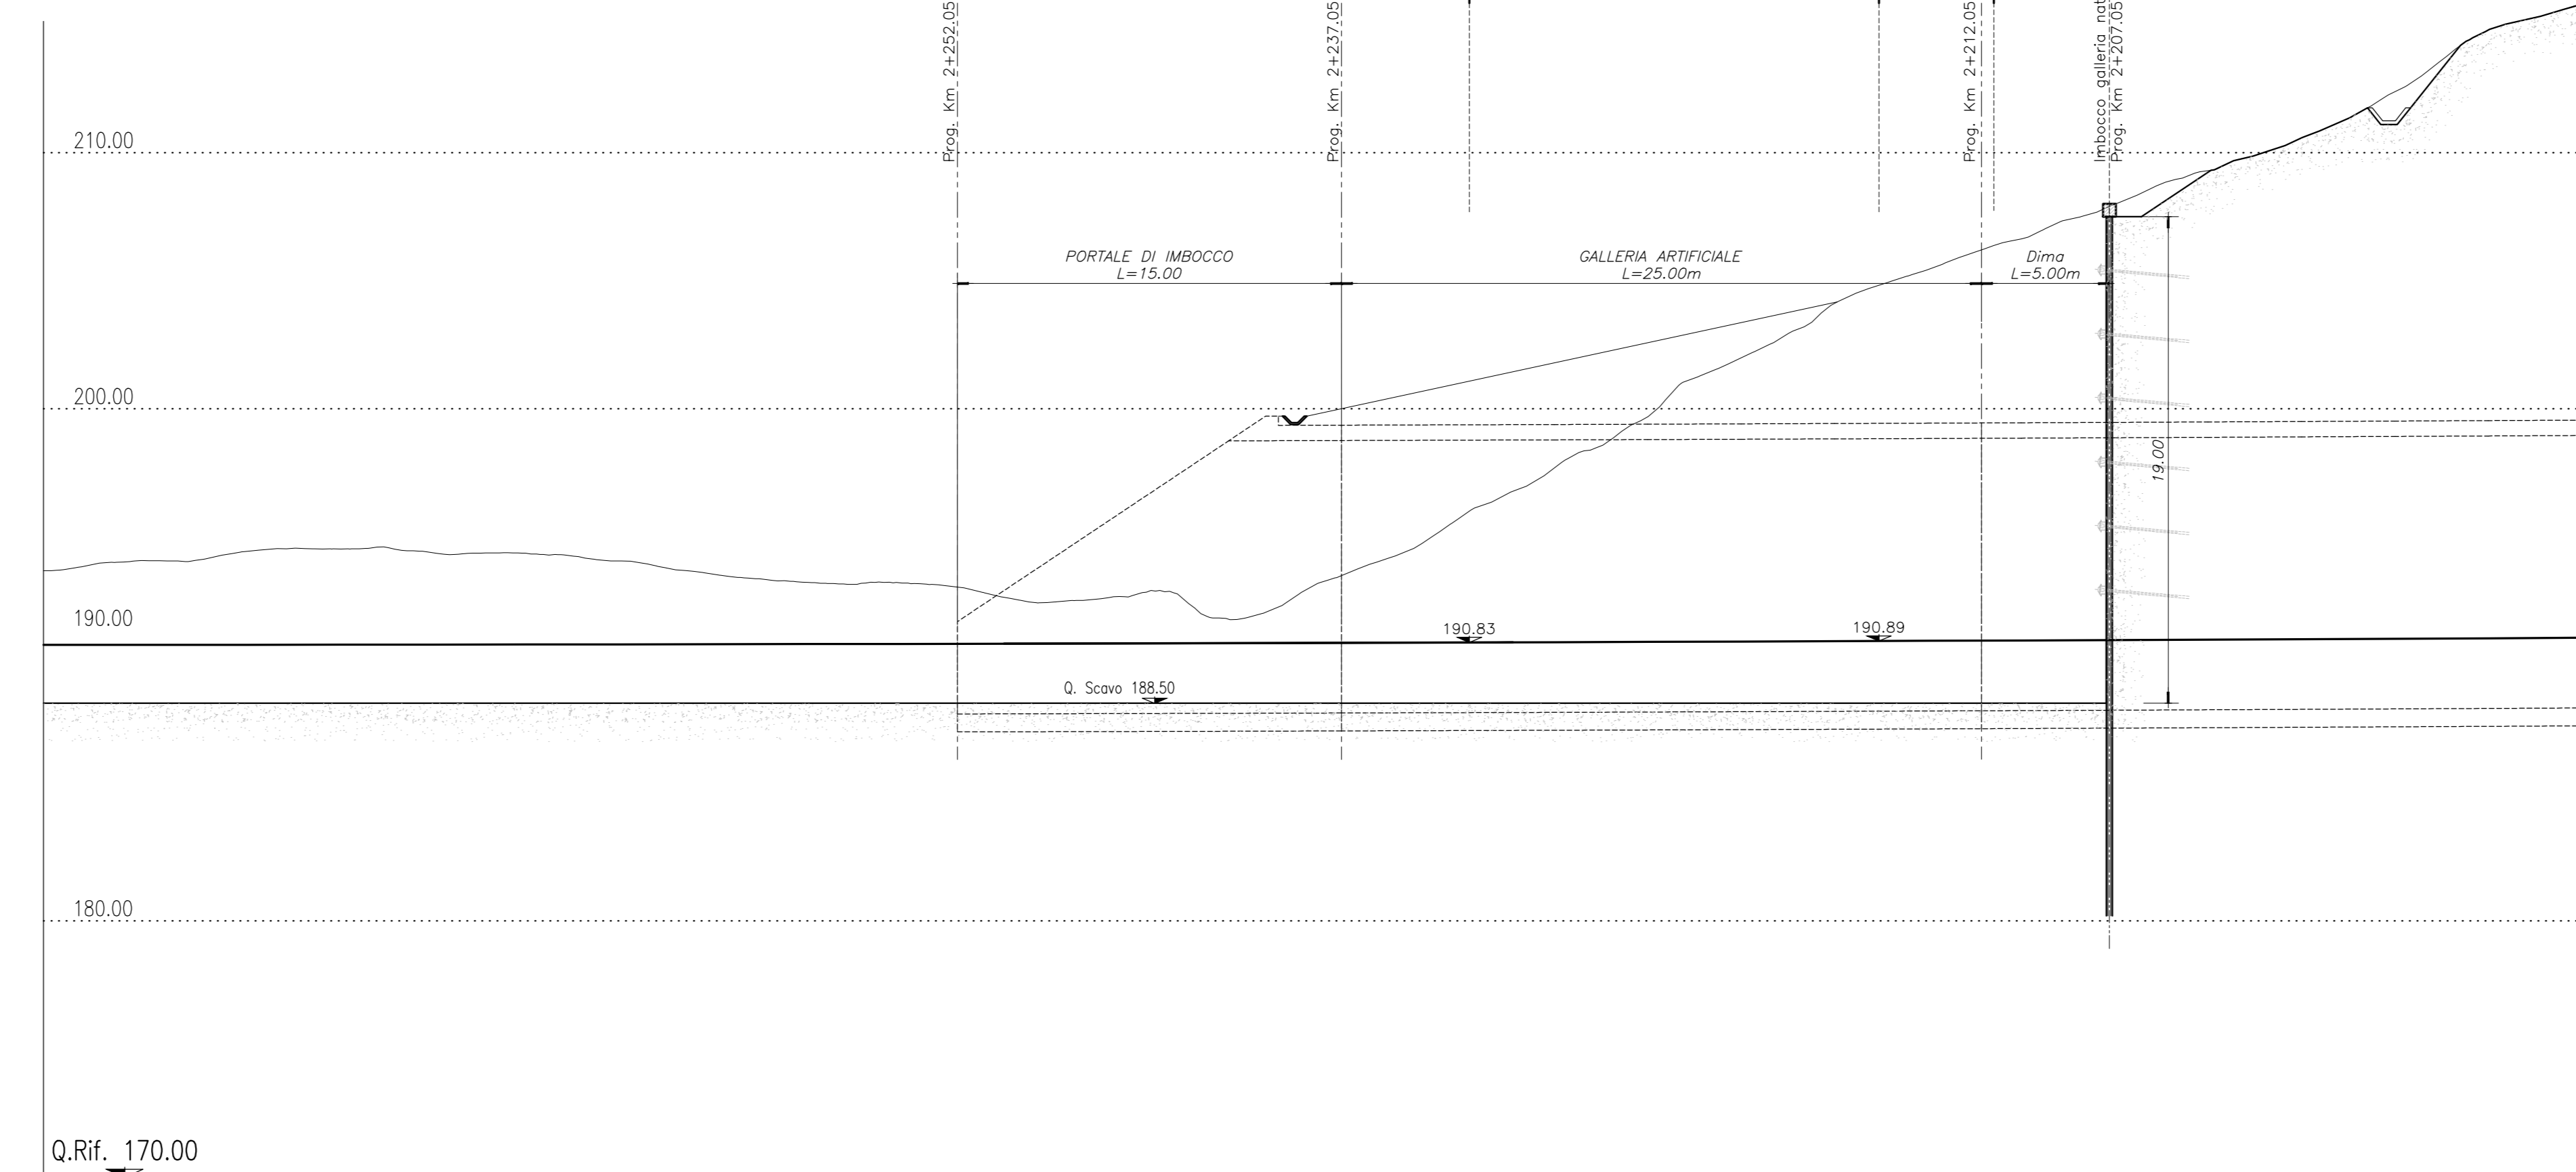 Prog. Km 2+252.05
Prog. Km 2+237.05
Prog. Km 2+212.05
Imbocco galleria
Prog. Km 2+207.05
210.00
PORTALE DI IMBOCCO
L=15.00
GALLERIA ARTIFICIALE
L=25.00m
Dima
L=5.00m
200.00
19.00
190.00
190.83
190.89
Q. Scavo 188.50
180.00
Q.Rif. 170.00